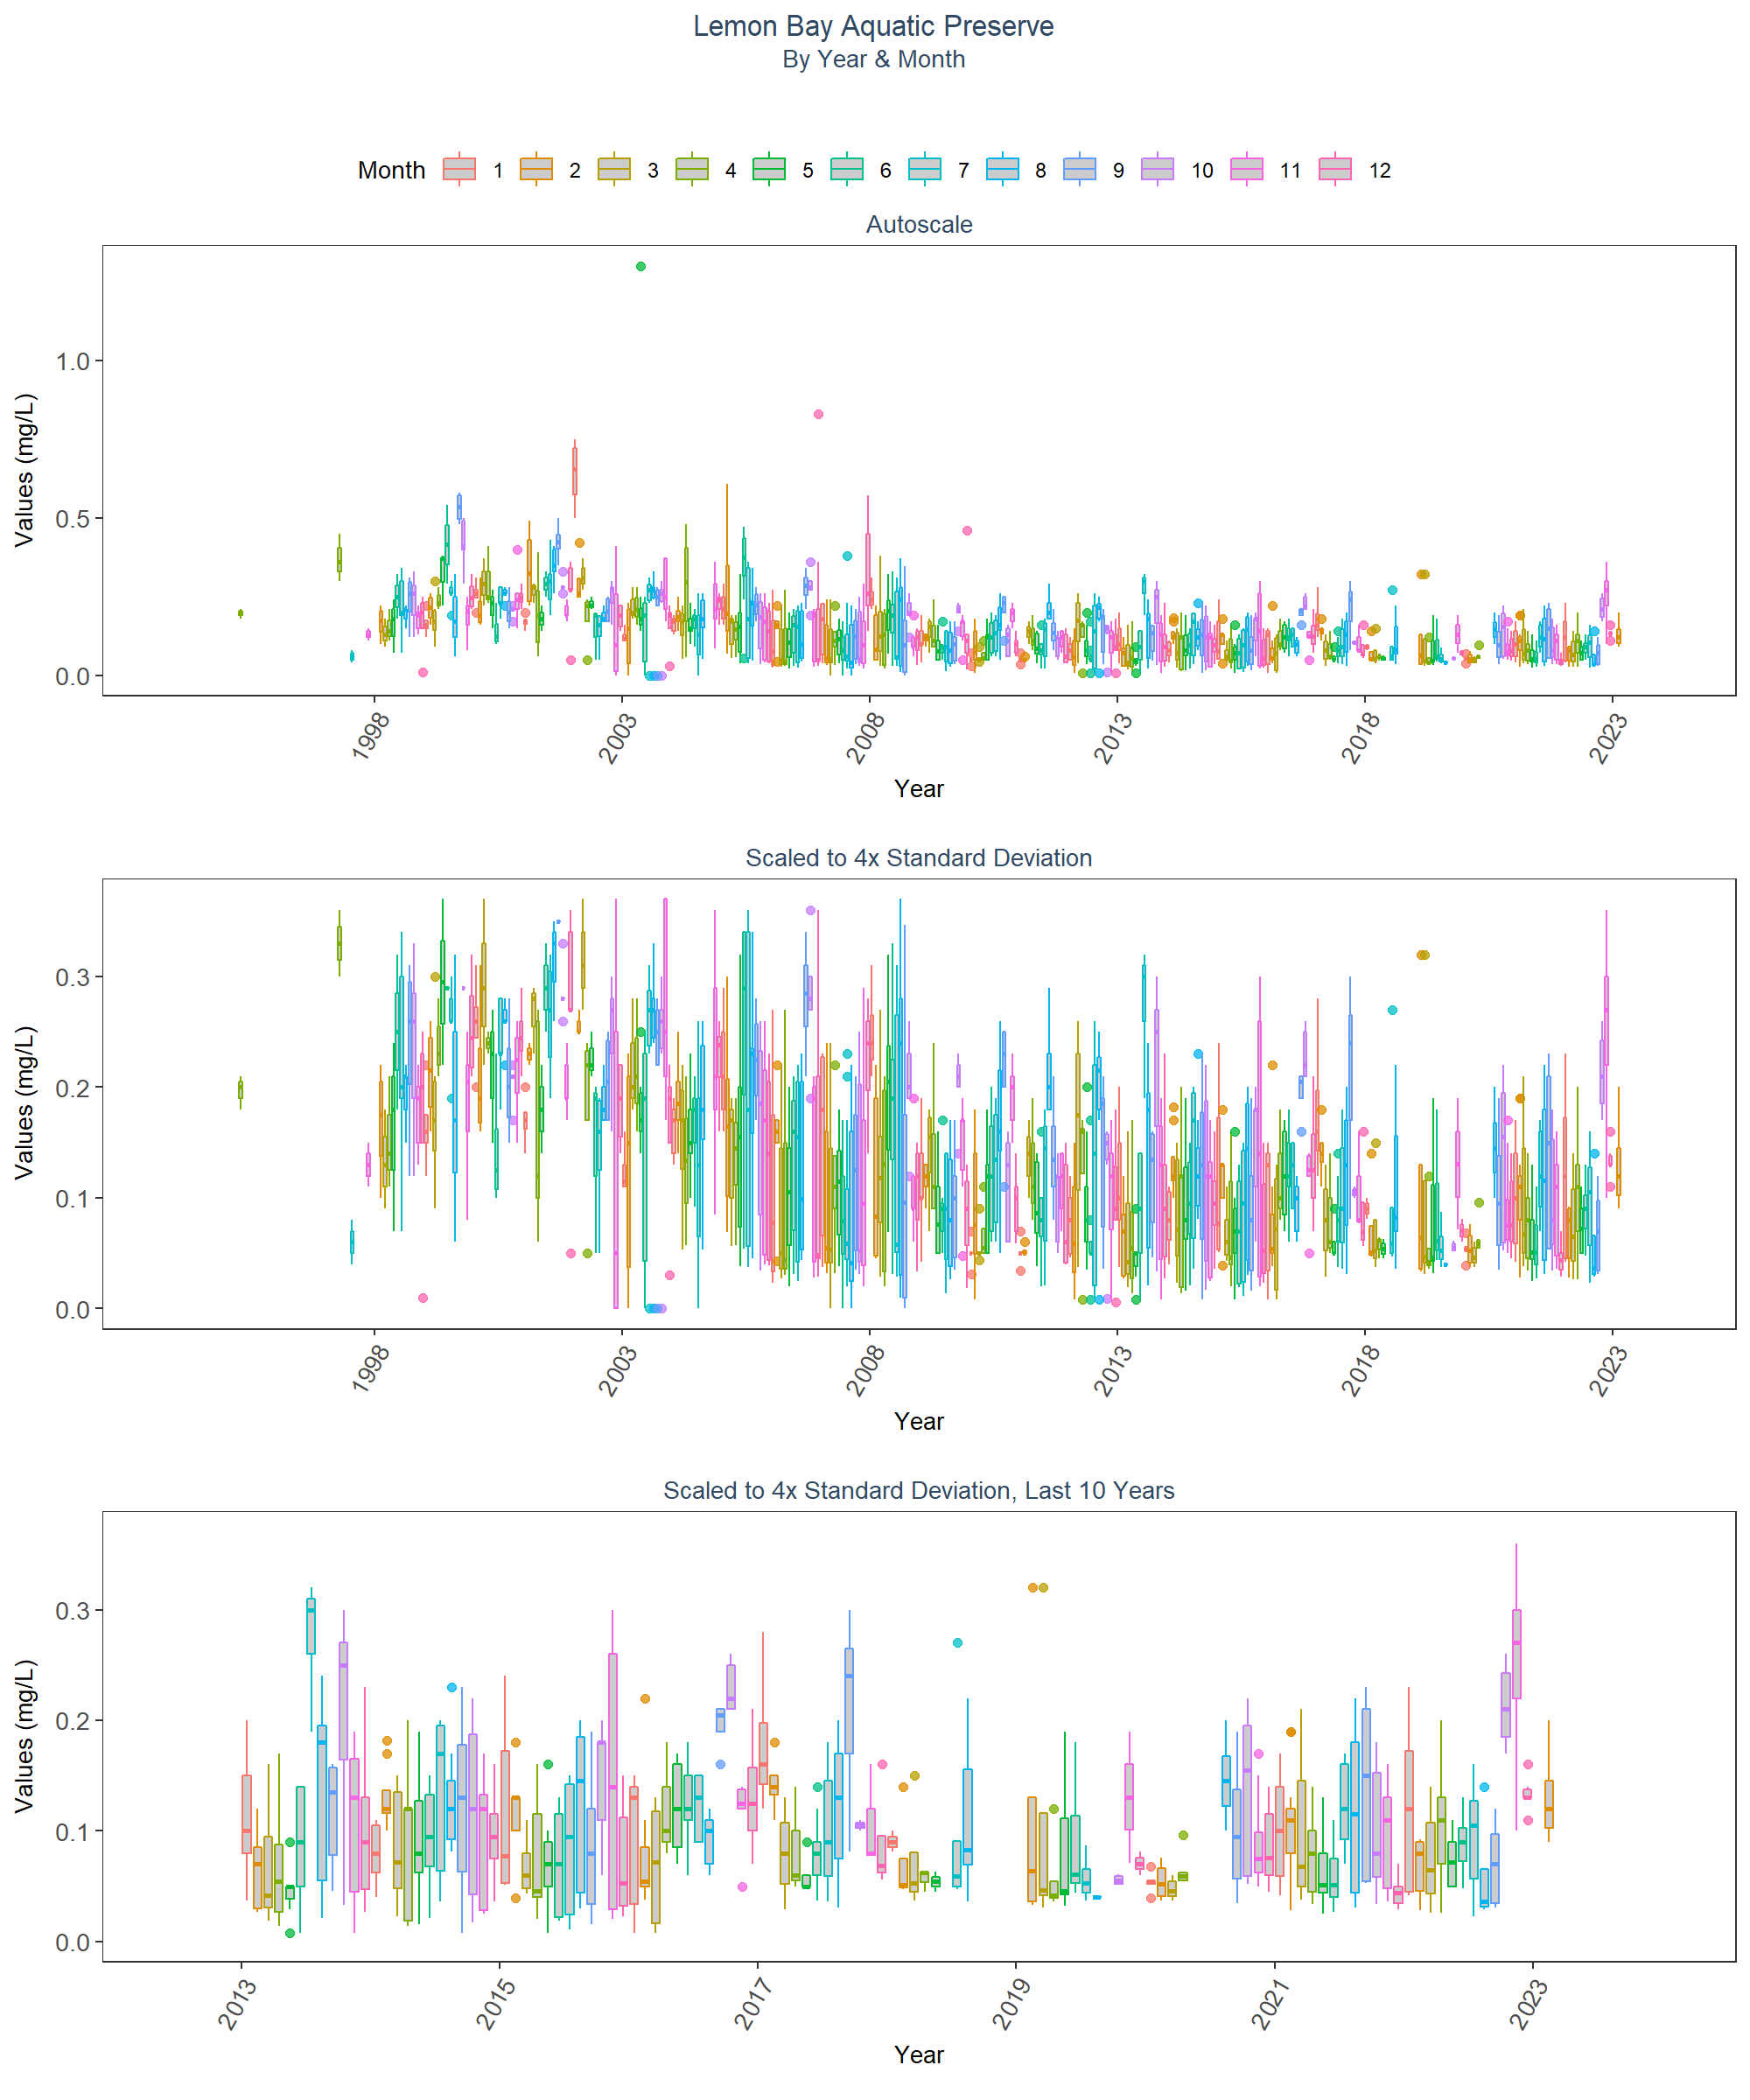 Lemon Bay Aquatic Preserve
By Year & Month
Month 1 2 3 4 5 6 7 8 9 10 11 12
Autoscale
Values (mg/L)
1.0
0.5
0.0
1998 2003 2008 2013 2018 2023
Year
Scaled to 4x Standard Deviation
Values (mg/L)
0.3
0.2
0.1
0.0
1998 2003 2008 2013 2018 2023
Year
Scaled to 4x Standard Deviation, Last 10 Years
Values (mg/L)
0.3
0.2
0.1
0.0
2013 2015 2017 2019 2021 2023
Year